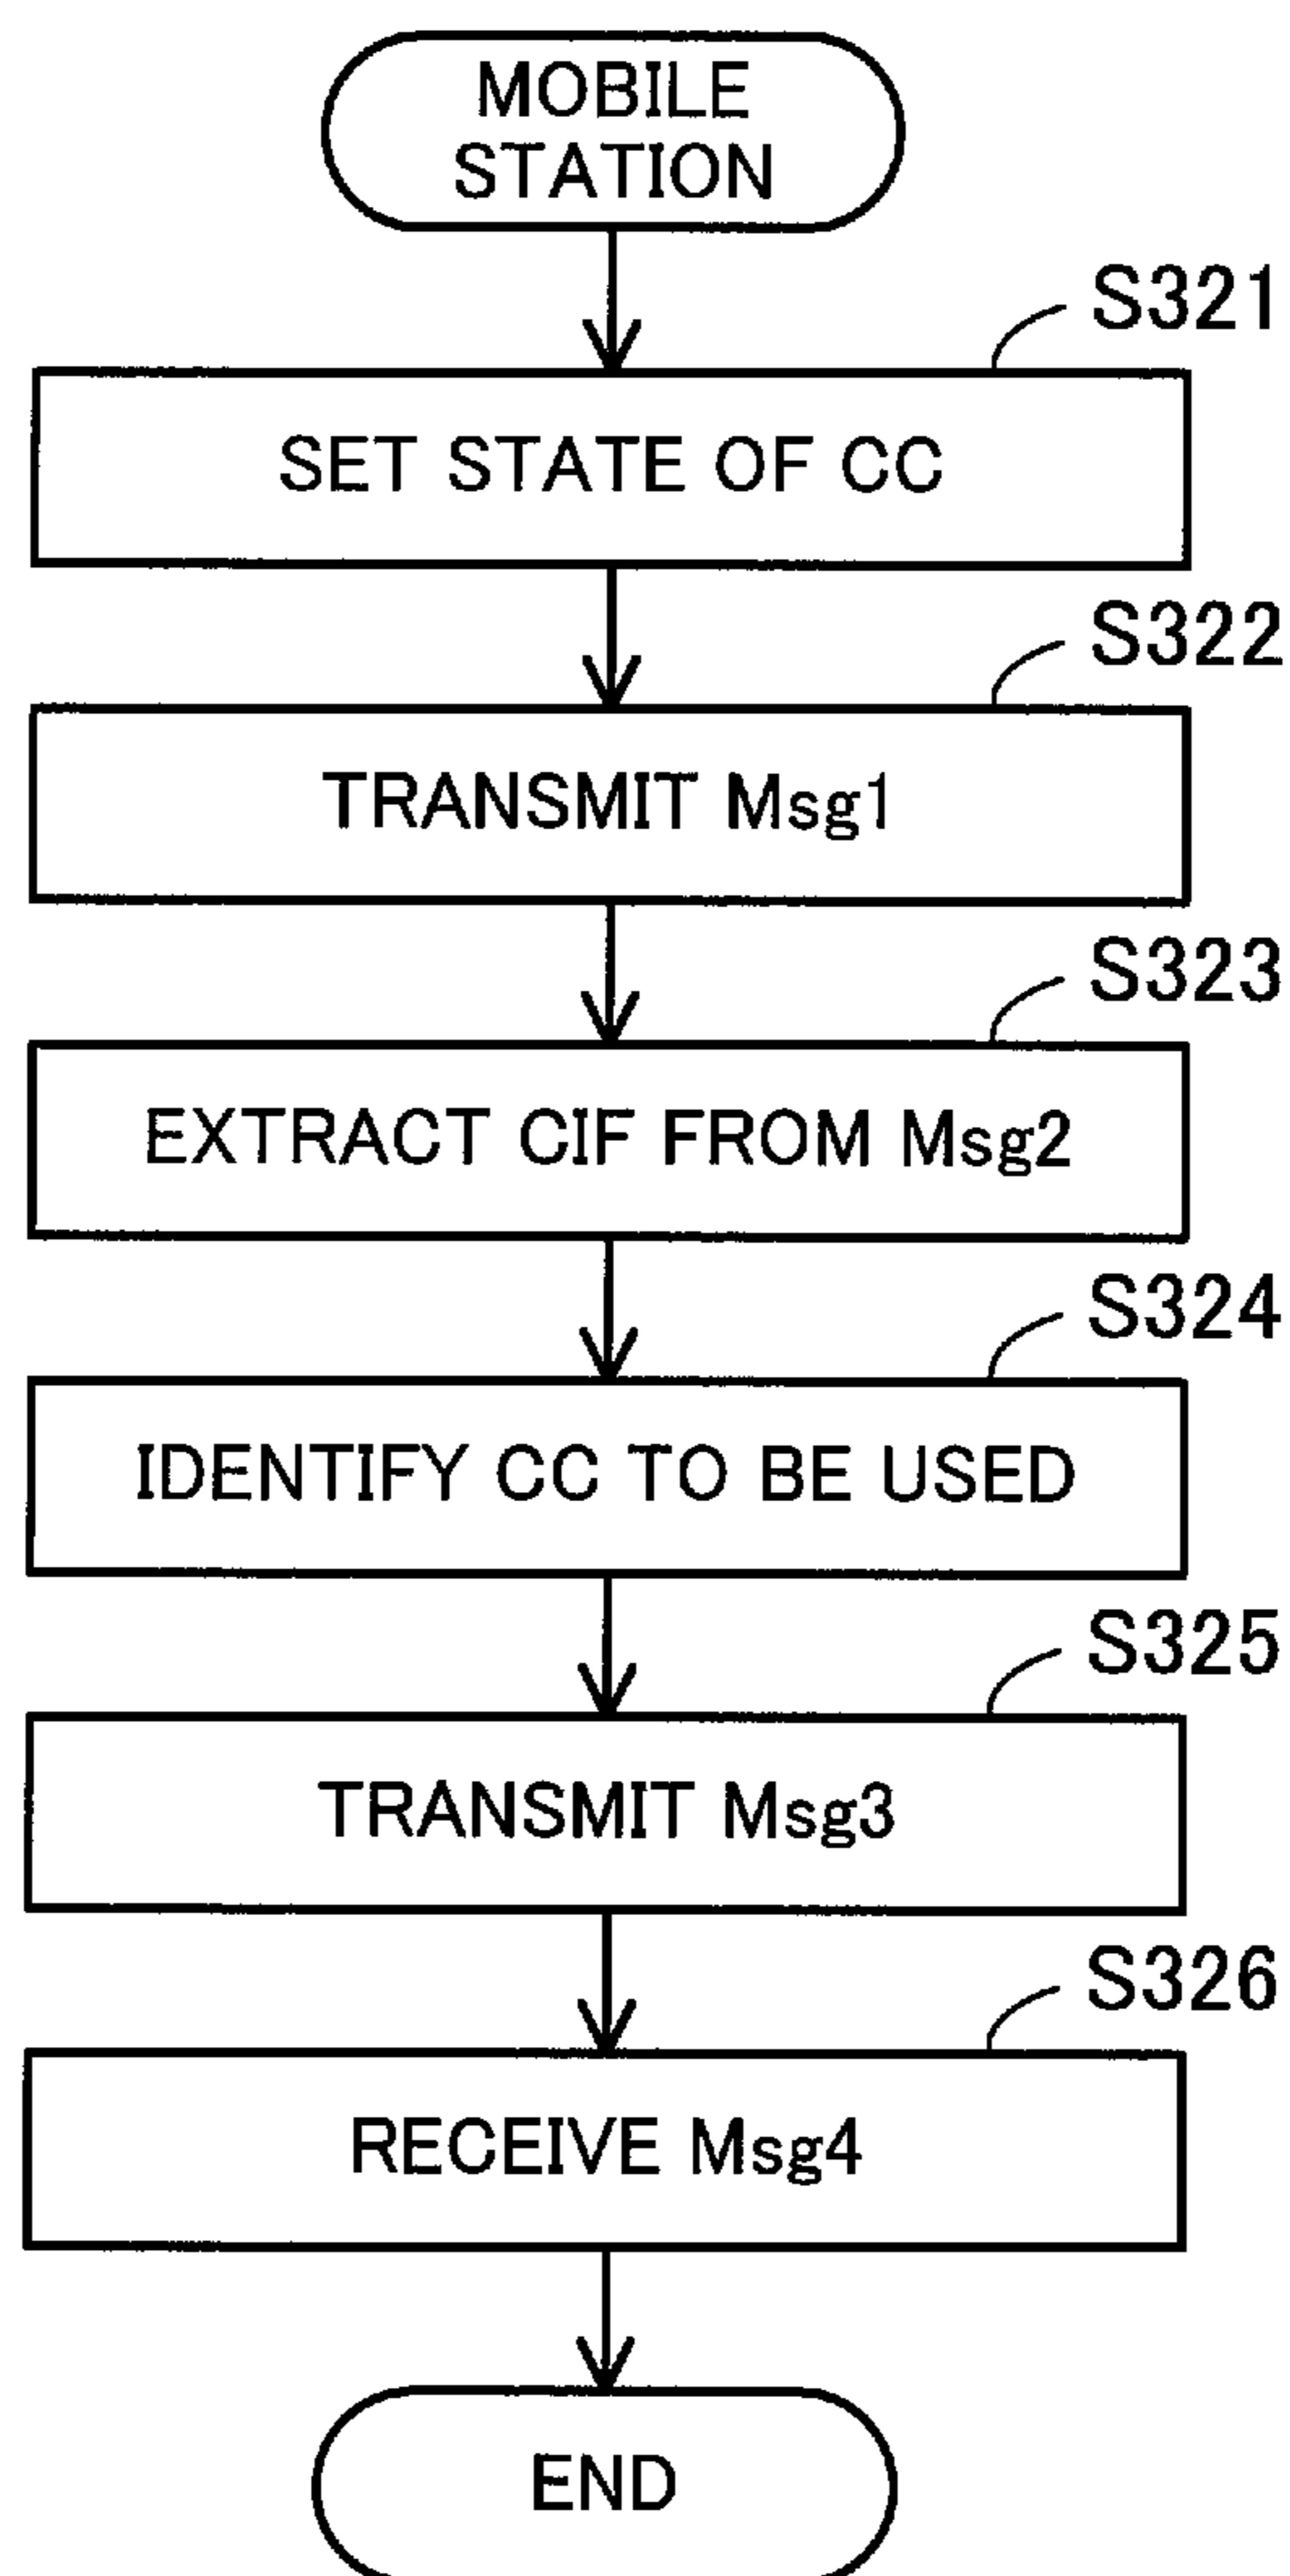 MOBILE
STATION
S321
SET STATE OF CC
S322
TRANSMIT Msg1
S323
EXTRACT CIF FROM Msg2
S324
IDENTIFY CC TO BE USED
S325
TRANSMIT Msg3
S326
RECEIVE Msg4
END